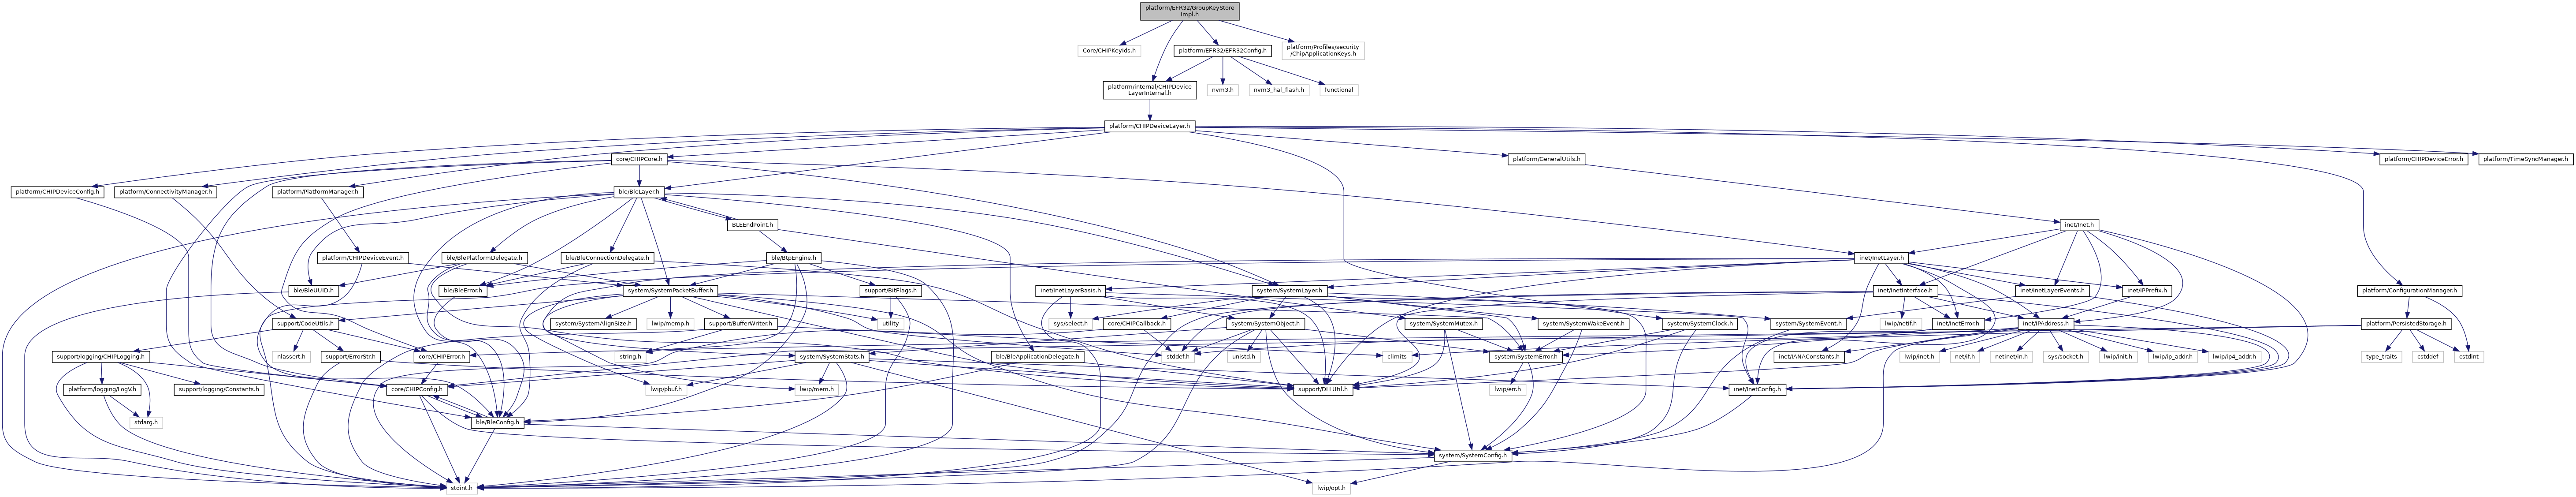 platform/EFR32/GroupKeyStore
Impl.h
Core/CHIPKeyIds.h
platform/EFR32/EFR32Config.h
platform/Profiles/security
/ChipApplicationKeys.h
platform/internal/CHIPDevice
LayerInternal.h
nvm3.h
nvm3_hal_flash.h
functional
platform/CHIPDeviceLayer.h
core/CHIPCore.h
platform/GeneralUtils.h
platform/CHIPDeviceError.h
platform/TimeSyncManager.h
platform/CHIPDeviceConfig.h
platform/ConnectivityManager.h
platform/PlatformManager.h
ble/BleLayer.h
BLEEndPoint.h
inet/Inet.h
platform/CHIPDeviceEvent.h
ble/BlePlatformDelegate.h
ble/BleConnectionDelegate.h
ble/BtpEngine.h
inet/InetLayer.h
ble/BleUUID.h
ble/BleError.h
system/SystemPacketBuffer.h
support/BitFlags.h
inet/InetLayerBasis.h
system/SystemLayer.h
inet/InetInterface.h
inet/InetLayerEvents.h
inet/IPPrefix.h
platform/ConfigurationManager.h
support/CodeUtils.h
system/SystemAlignSize.h
lwip/memp.h
support/BufferWriter.h
utility
sys/select.h
core/CHIPCallback.h
system/SystemObject.h
system/SystemMutex.h
system/SystemWakeEvent.h
system/SystemClock.h
system/SystemEvent.h
lwip/netif.h
inet/InetError.h
inet/IPAddress.h
platform/PersistedStorage.h
support/logging/CHIPLogging.h
nlassert.h
support/ErrorStr.h
core/CHIPError.h
string.h
system/SystemStats.h
ble/BleApplicationDelegate.h
stddef.h
unistd.h
climits
system/SystemError.h
inet/IANAConstants.h
lwip/inet.h
net/if.h
netinet/in.h
sys/socket.h
lwip/init.h
lwip/ip_addr.h
lwip/ip4_addr.h
type_traits
cstddef
cstdint
platform/logging/LogV.h
support/logging/Constants.h
core/CHIPConfig.h
lwip/pbuf.h
lwip/mem.h
support/DLLUtil.h
lwip/err.h
inet/InetConfig.h
stdarg.h
ble/BleConfig.h
system/SystemConfig.h
stdint.h
lwip/opt.h